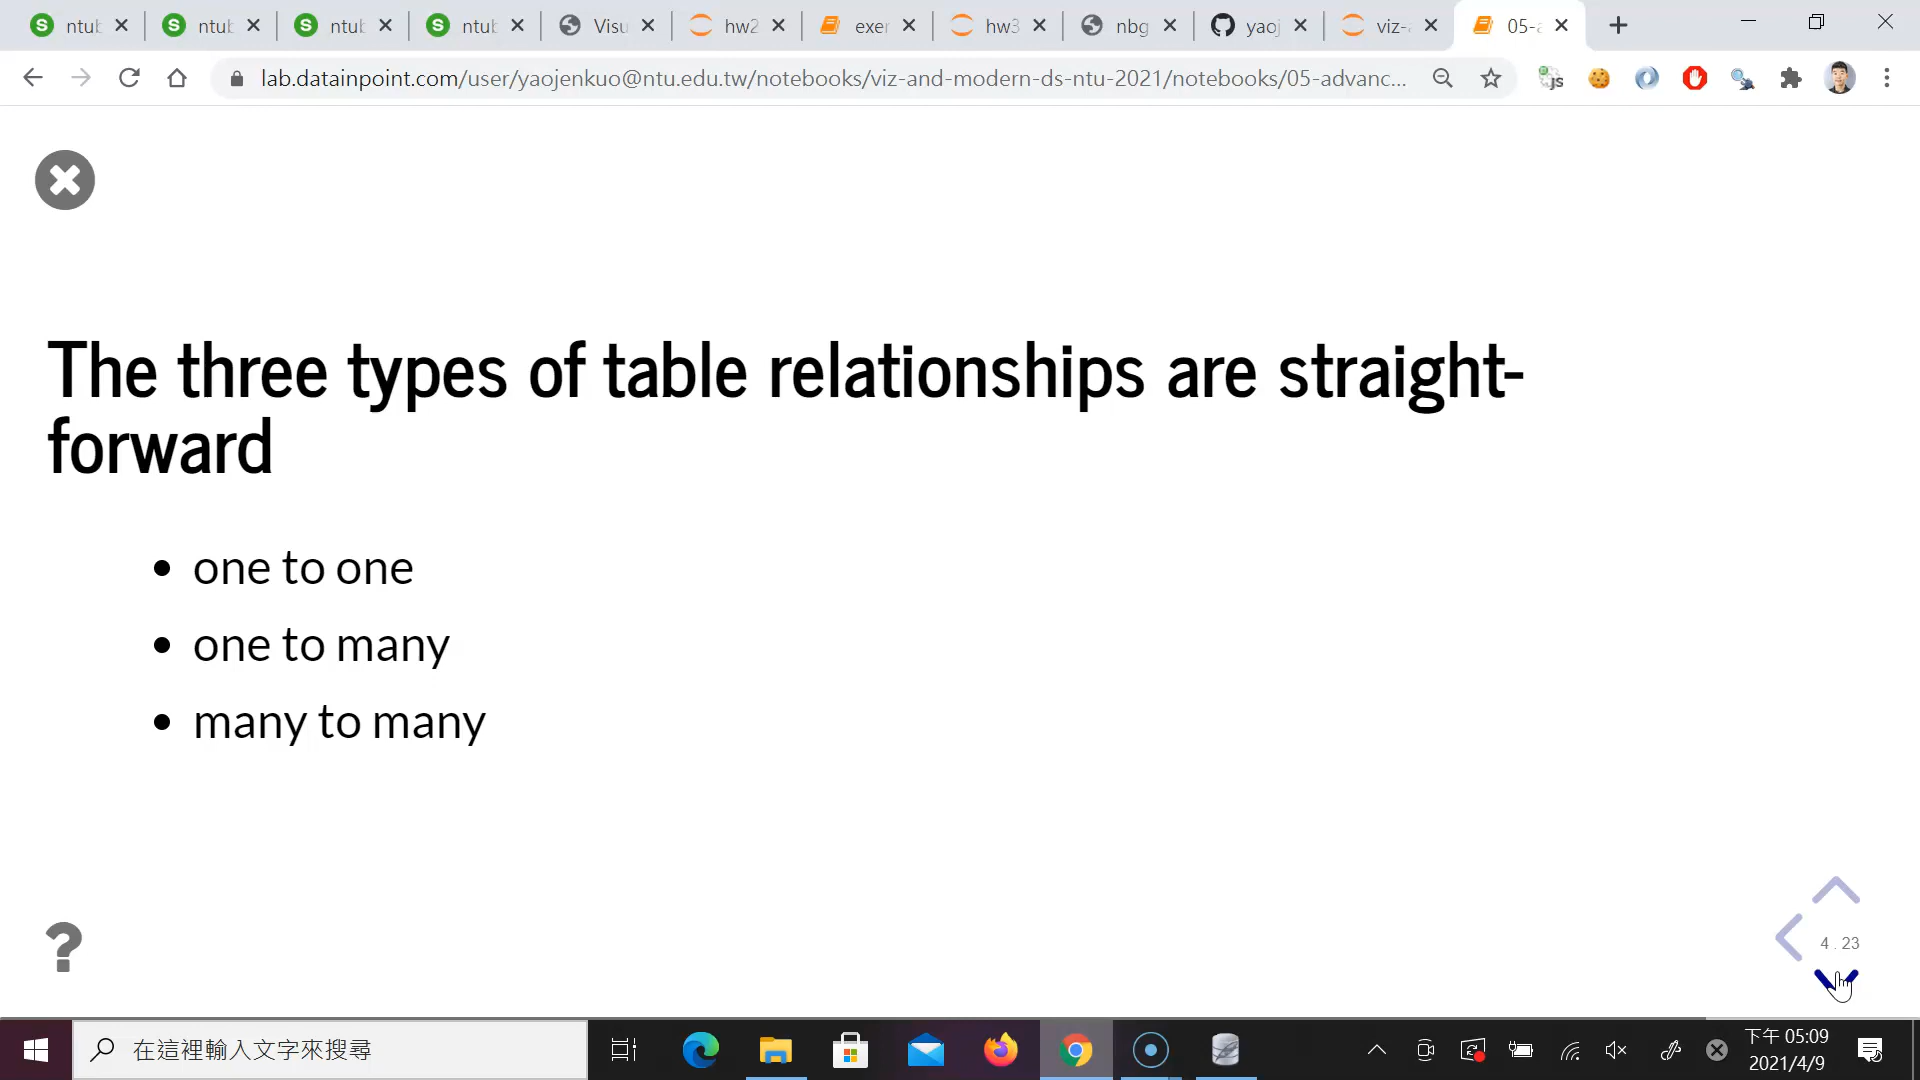 ntub
ntub
ntub
ntub
Visu
hw2
exer
hw3
nbg
yaoj
viz-
05-a
lab.datainpoint.com/user/yaojenkuo@ntu.edu.tw/notebooks/viz-and-modern-ds-ntu-2021/notebooks/05-advanc...
The three types of table relationships are straight-
forward
one to one
one to many
many to many
4 . 23
在這裡輸入文字來搜尋
下午 05:09
2021/4/9